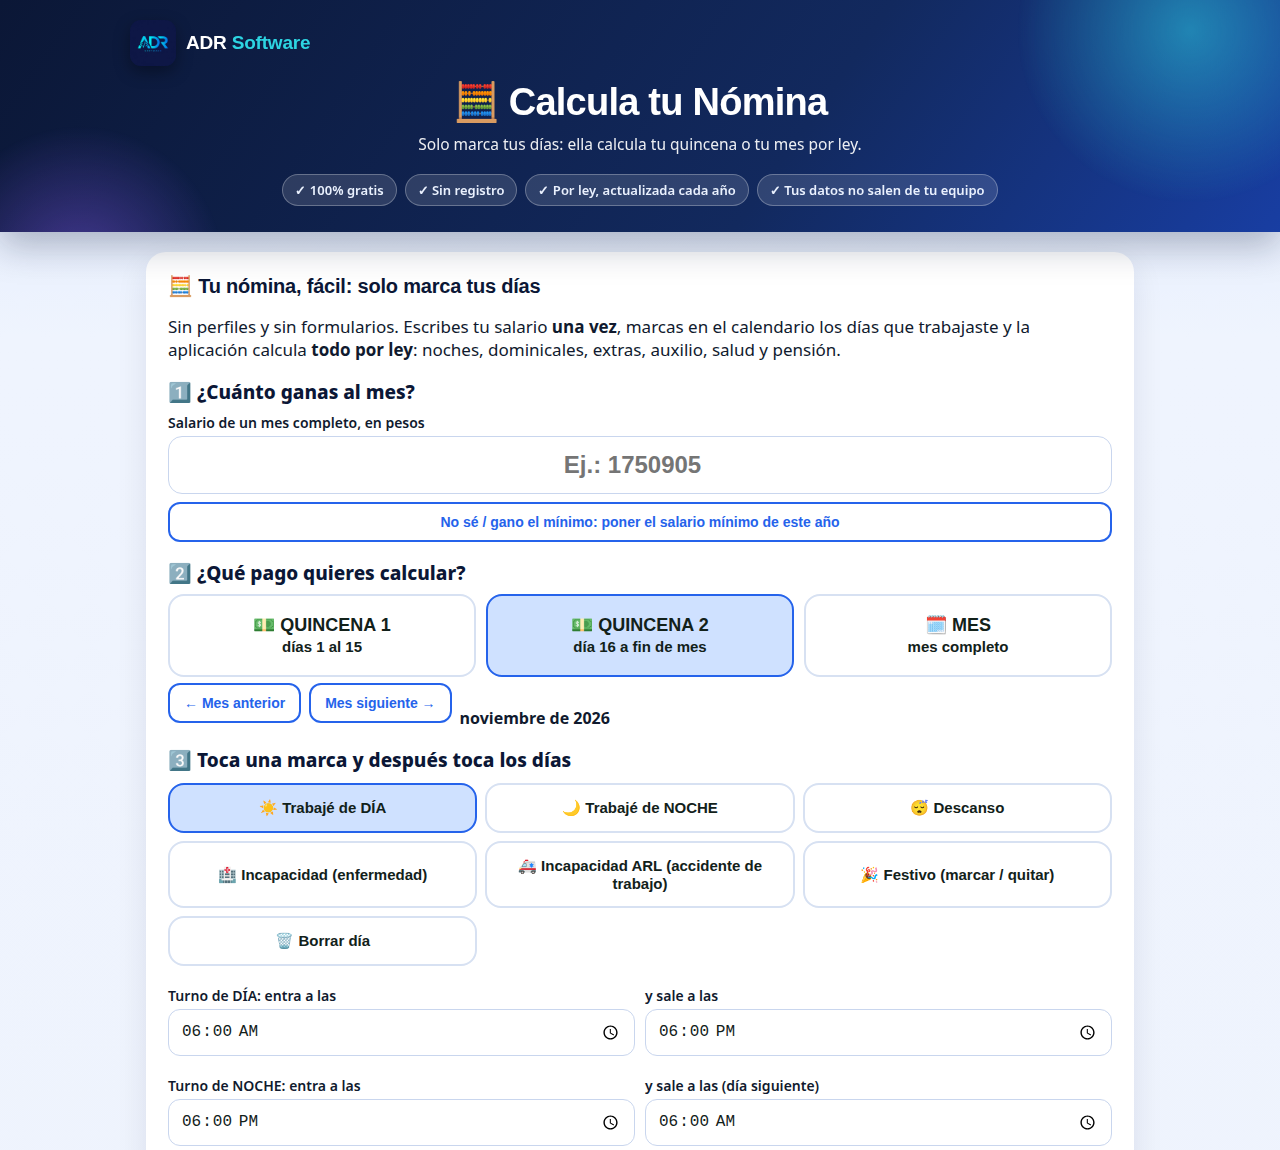 ADR
ADR Software
🧮 Calcula tu Nómina
Solo marca tus días: ella calcula tu quincena o tu mes por ley.
✓ 100% gratis ✓ Sin registro ✓ Por ley, actualizada cada año ✓ Tus datos no salen de tu equipo
🧮 Tu nómina, fácil: solo marca tus días
Sin perfiles y sin formularios. Escribes tu salario una vez, marcas en el calendario los días que trabajaste y la
aplicación calcula todo por ley: noches, dominicales, extras, auxilio, salud y pensión.
1️⃣ ¿Cuánto ganas al mes?
Salario de un mes completo, en pesos
Ej.: 1750905
No sé / gano el mínimo: poner el salario mínimo de este año
2️⃣ ¿Qué pago quieres calcular?
💵 QUINCENA 1
días 1 al 15
💵 QUINCENA 2
día 16 a fin de mes
🗓️ MES
mes completo
← Mes anterior Mes siguiente → noviembre de 2026
3️⃣ Toca una marca y después toca los días
☀️ Trabajé de DÍA 🌙 Trabajé de NOCHE 😴 Descanso
🏥 Incapacidad (enfermedad)
🚑 Incapacidad ARL (accidente de
trabajo)
🎉 Festivo (marcar / quitar)
🗑️ Borrar día
Turno de DÍA: entra a las
06:00 AM
y sale a las
06:00 PM
Turno de NOCHE: entra a las
06:00 PM
y sale a las (día siguiente)
06:00 AM